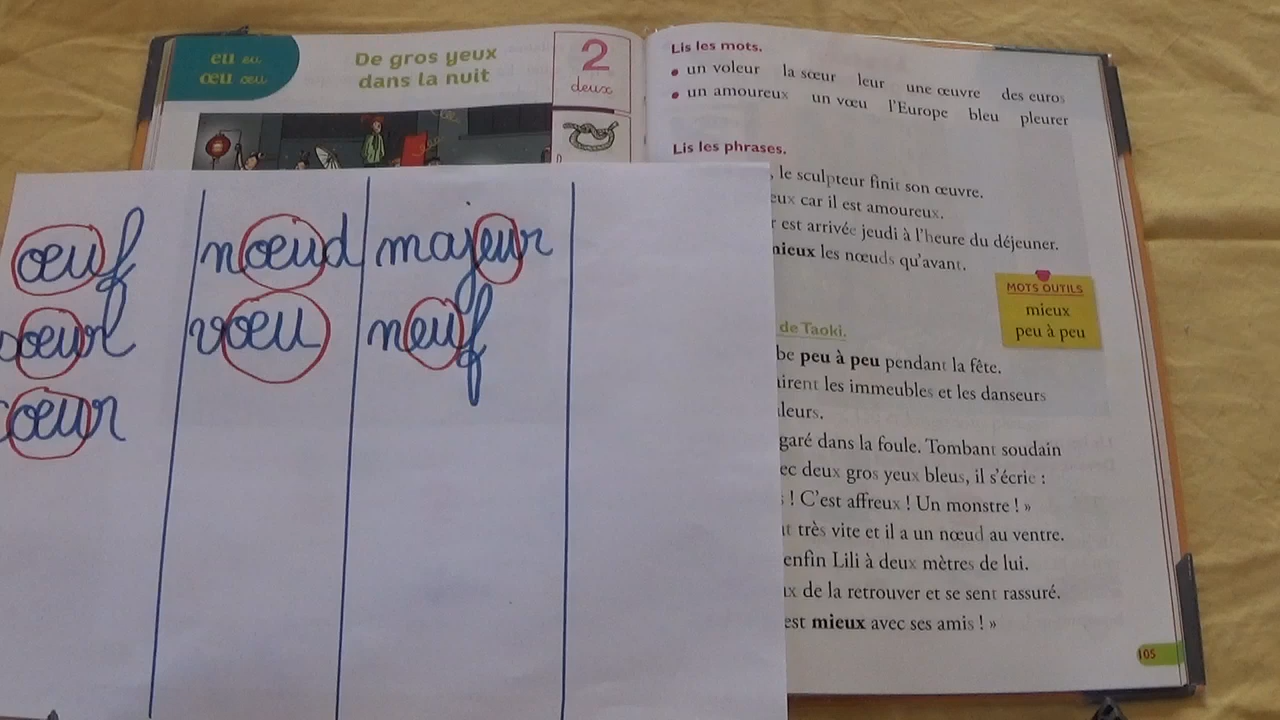 eu eu
œu œu
De gros yeux
dans la nuit
2
deux
Lis les mots.
• un voleur la sœur leur une œuvre des euros
• un amoureux un vœu l'Europe bleu pleurer
Lis les phrases.
, le sculpteur finit son œuvre.
eux car il est amoureux.
r est arrivée jeudi à l'heure du déjeuner.
mieux les nœuds qu'avant.
MOTS OUTILS
mieux
peu à peu
de Taoki.
be peu à peu pendant la fête.
airent les immeubles et les danseurs
leurs.
garé dans la foule. Tombant soudain
ec deux gros yeux bleus, il s'écrie :
! C'est affreux ! Un monstre ! »
t très vite et il a un nœud au ventre.
enfin Lili à deux mètres de lui.
ux de la retrouver et se sent rassuré.
est mieux avec ses amis ! »
105
œuf nœud majeur
sœur vœu neuf
cœur